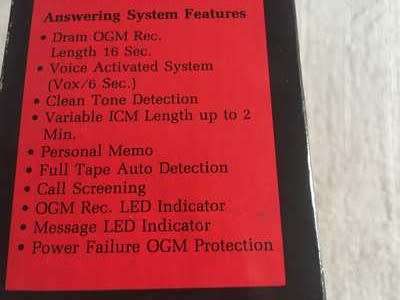 Answering System Features
• Dram OGM Rec.
Length 16 Sec.
• Voice Activated System
(Vox/6 Sec.)
• Clean Tone Detection
• Variable ICM Length up to 2
Min.
• Personal Memo
• Full Tape Auto Detection
• Call Screening
• OGM Rec. LED Indicator
• Message LED Indicator
• Power Failure OGM Protection